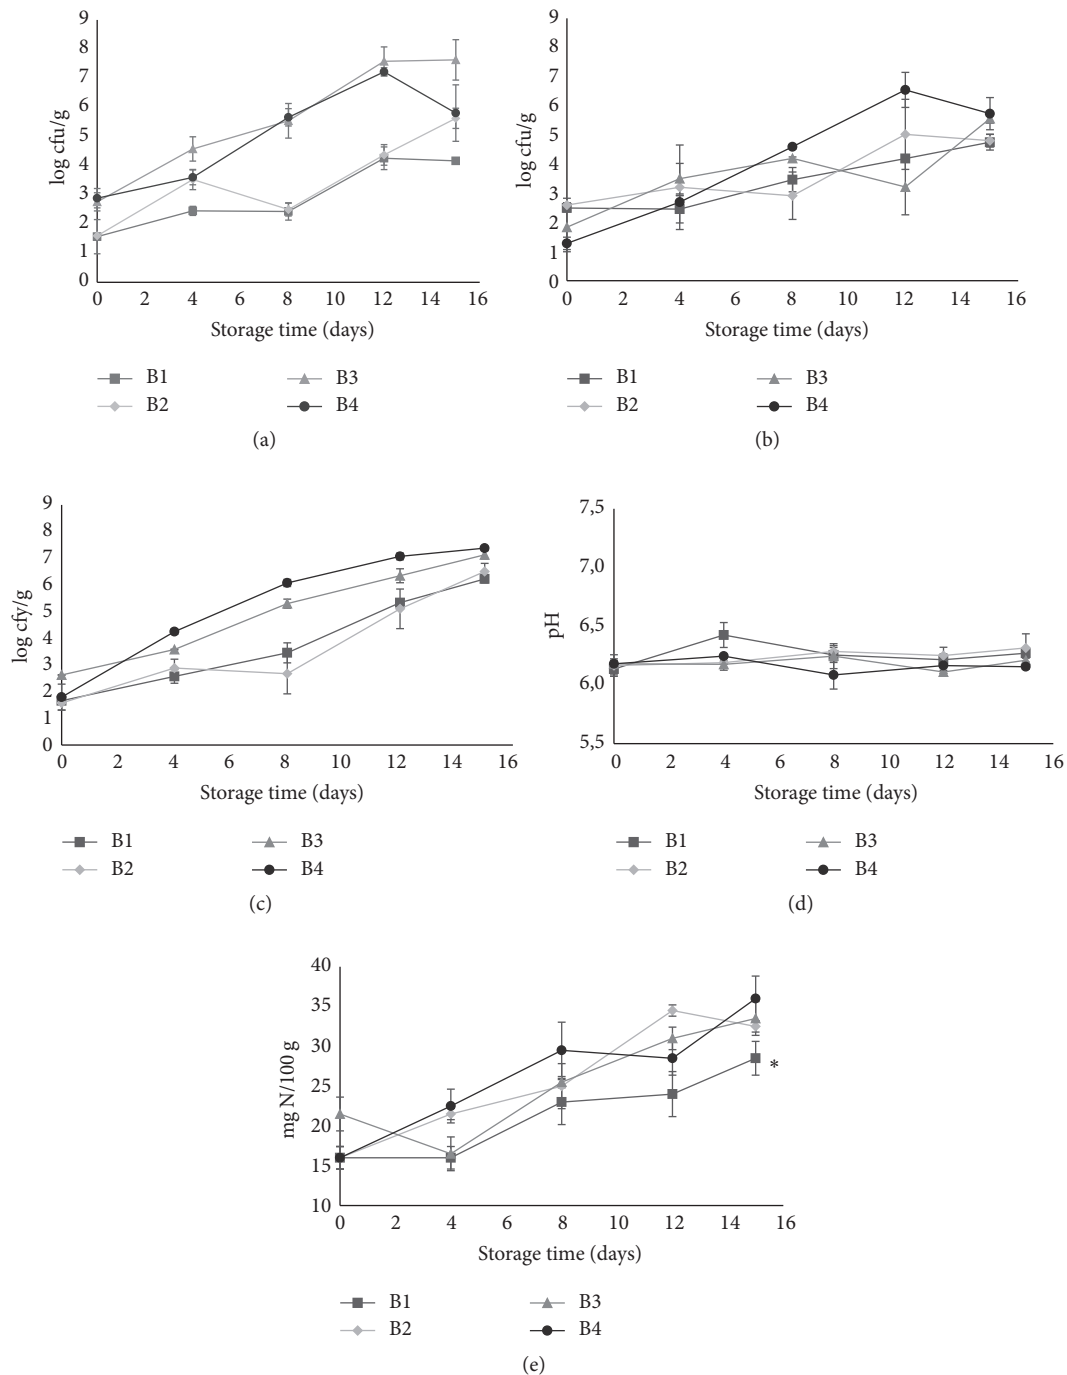 9
8
7
6
5
4
3
2
1
0
log cfu/g
0 2 4 6 8 10 12 14 16
Storage time (days)
B1 B3
B2 B4
(a)
9
8
7
6
5
4
3
2
1
0
log cfu/g
0 2 4 6 8 10 12 14 16
Storage time (days)
B1 B3
B2 B4
(b)
9
8
7
6
5
4
3
2
1
0
log cfy/g
0 2 4 6 8 10 12 14 16
Storage time (days)
B1 B3
B2 B4
(c)
7,5
7,0
6,5
6,0
5,5
pH
0 2 4 6 8 10 12 14 16
Storage time (days)
B1 B3
B2 B4
(d)
40
35
30
25
20
15
10
mg N/100 g
*
0 2 4 6 8 10 12 14 16
Storage time (days)
B1 B3
B2 B4
(e)